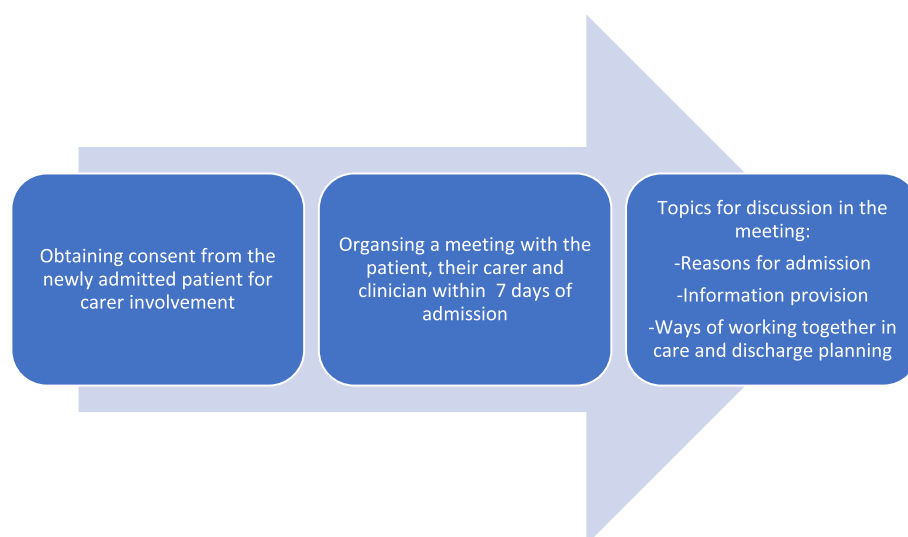 Obtaining consent from the
newly admitted patient for
carer involvement
Organsing a meeting with the
patient, their carer and
clinician within  7 days of
admission
Topics for discussion in the
meeting:
-Reasons for admission
-Information provision
-Ways of working together in
care and discharge planning